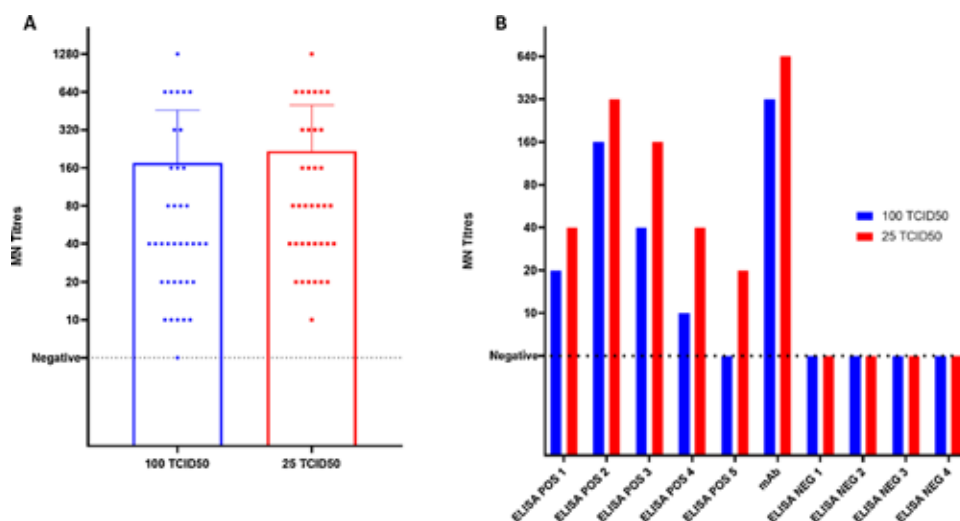 A
MN Titres
1280
640
320
160
80
40
20
10
Negative
100 TCID50
25 TCID50
B
MN Titres
640
320
160
80
40
20
10
Negative
100 TCID50
25 TCID50
ELISA POS 1
ELISA POS 2
ELISA POS 3
ELISA POS 4
ELISA POS 5
mAb
ELISA NEG 1
ELISA NEG 2
ELISA NEG 3
ELISA NEG 4